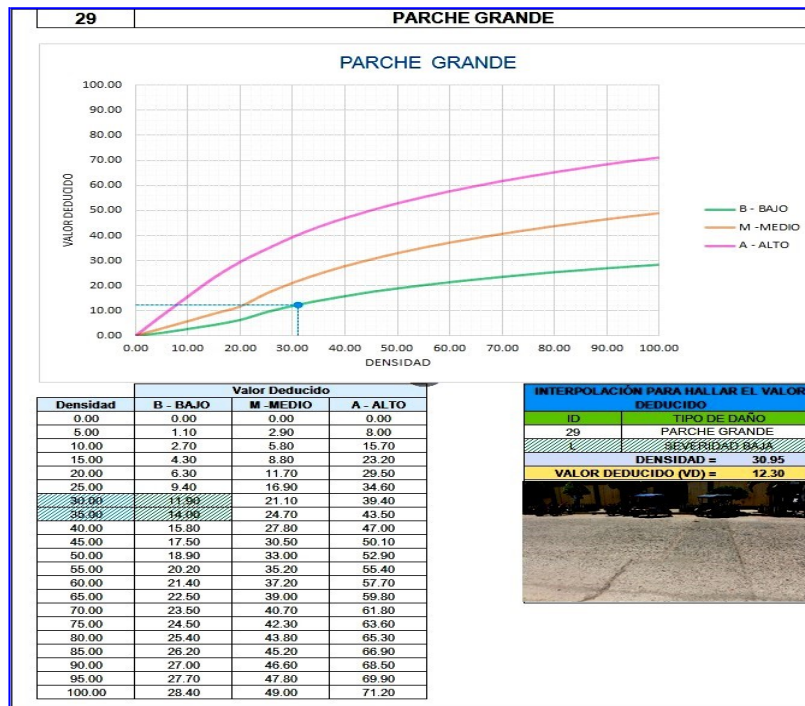 29 PARCHE GRANDE
PARCHE GRANDE
100.00
90.00
80.00
70.00
60.00
50.00
40.00
30.00
20.00
10.00
0.00
VALOR DEDUCIDO
0.00 10.00 20.00 30.00 40.00 50.00 60.00 70.00 80.00 90.00 100.00
DENSIDAD
B - BAJO
M -MEDIO
A - ALTO
Valor Deducido
Densidad B - BAJO M -MEDIO A - ALTO
0.00 0.00 0.00 0.00
5.00 1.10 2.90 8.00
10.00 2.70 5.80 15.70
15.00 4.30 8.80 23.20
20.00 6.30 11.70 29.50
25.00 9.40 16.90 34.60
30.00 11.90 21.10 39.40
35.00 14.00 24.70 43.50
40.00 15.80 27.80 47.00
45.00 17.50 30.50 50.10
50.00 18.90 33.00 52.90
55.00 20.20 35.20 55.40
60.00 21.40 37.20 57.70
65.00 22.50 39.00 59.80
70.00 23.50 40.70 61.80
75.00 24.50 42.30 63.60
80.00 25.40 43.80 65.30
85.00 26.20 45.20 66.90
90.00 27.00 46.60 68.50
95.00 27.70 47.80 69.90
100.00 28.40 49.00 71.20
INTERPOLACIÓN PARA HALLAR EL VALOR
DEDUCIDO
ID TIPO DE DAÑO
29 PARCHE GRANDE
L SEVERIDAD BAJA
DENSIDAD = 30.95
VALOR DEDUCIDO (VD) = 12.30